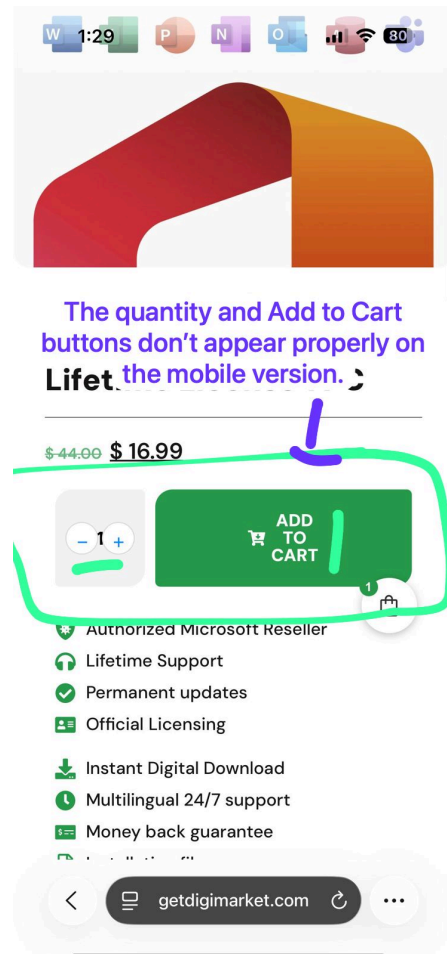 W
P
N
O
1:29
80
The quantity and Add to Cart
buttons don't appear properly on
the mobile version.
$ 44.00 $ 16.99
1
ADD
TO
CART
1
Authorized Microsoft Reseller
Lifetime Support
Permanent updates
Official Licensing
Instant Digital Download
Multilingual 24/7 support
Money back guarantee
getdigimarket.com